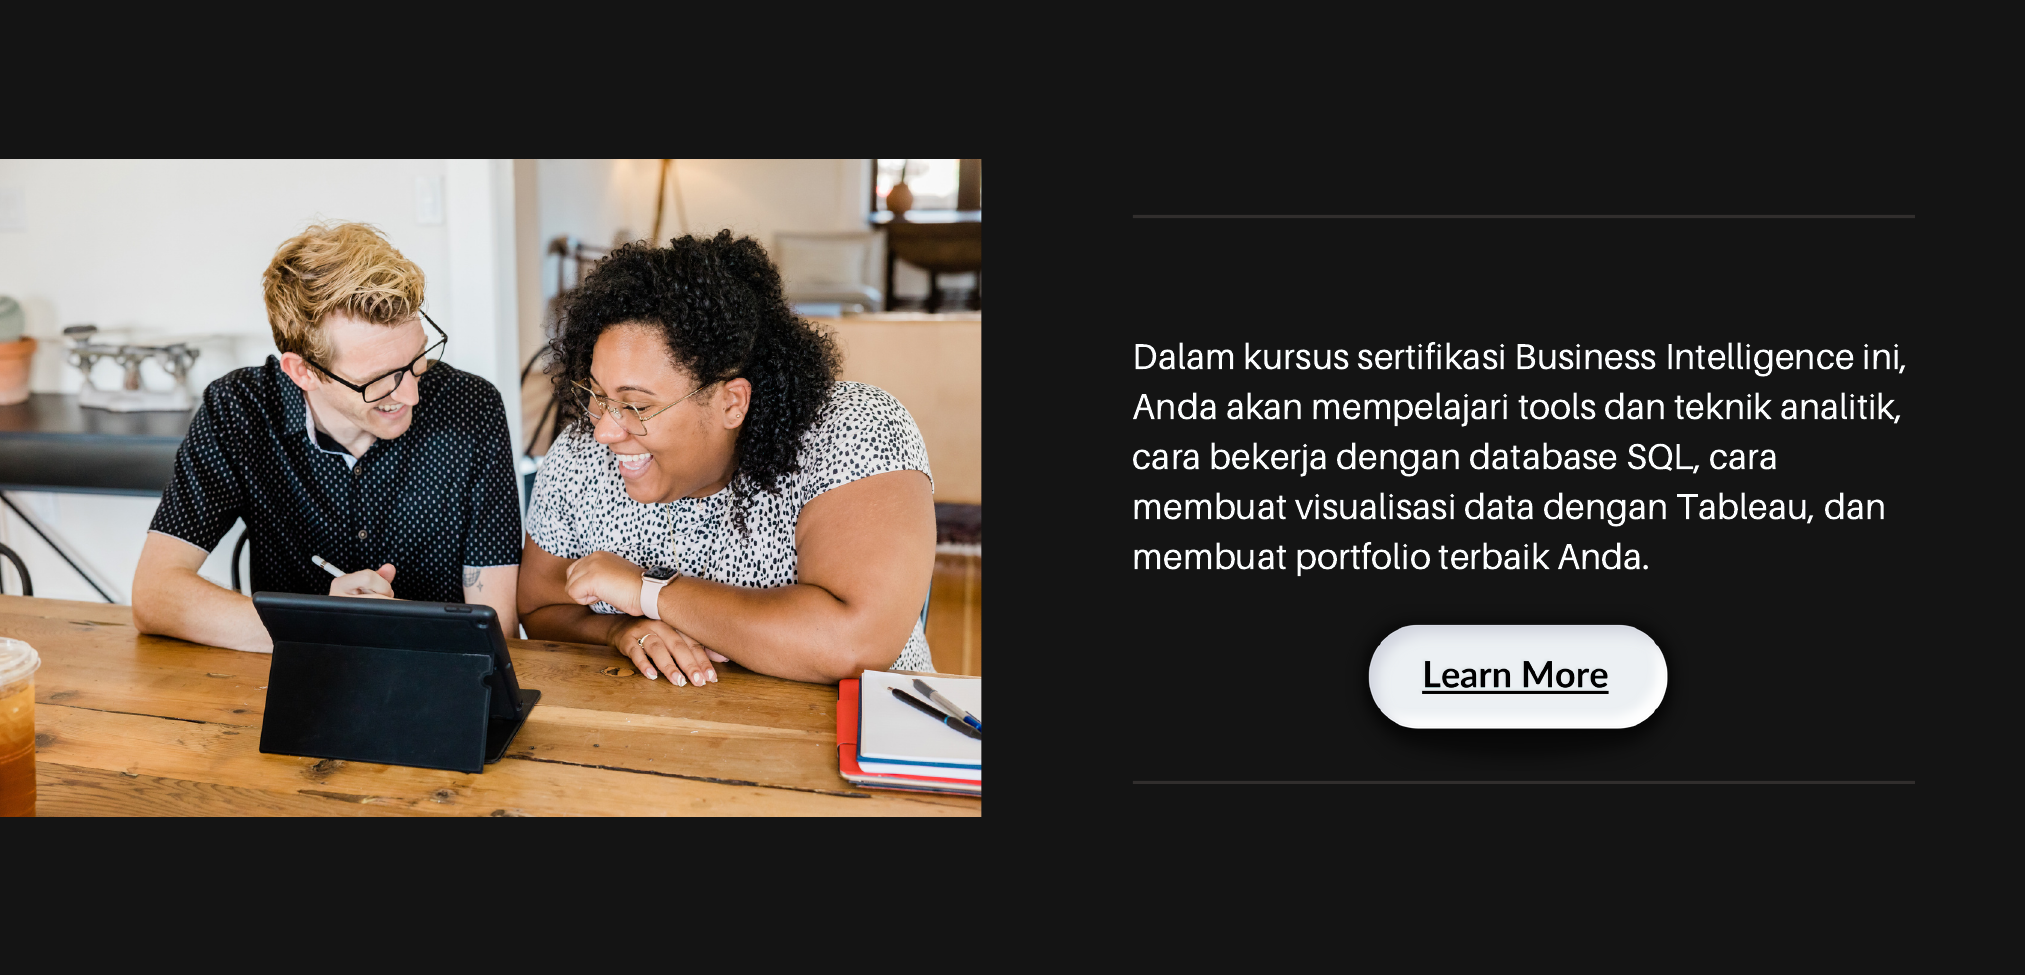 Dalam kursus sertifikasi Business Intelligence ini,
Anda akan mempelajari tools dan teknik analitik,
cara bekerja dengan database SQL, cara
membuat visualisasi data dengan Tableau, dan
membuat portfolio terbaik Anda.
Learn More